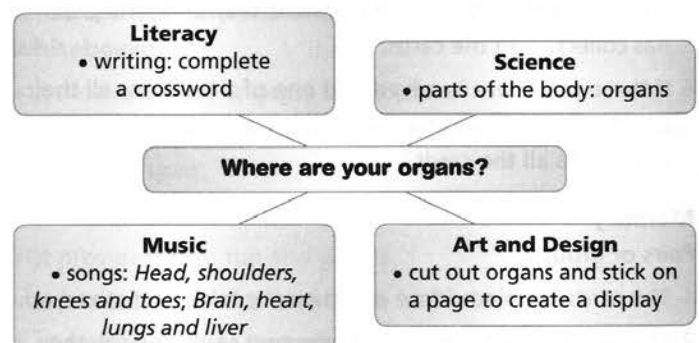 Literacy
• writing: complete
a crossword
Science
• parts of the body: organs
Where are your organs?
Music
• songs: Head, shoulders,
knees and toes; Brain, heart,
lungs and liver
Art and Design
• cut out organs and stick on
a page to create a display